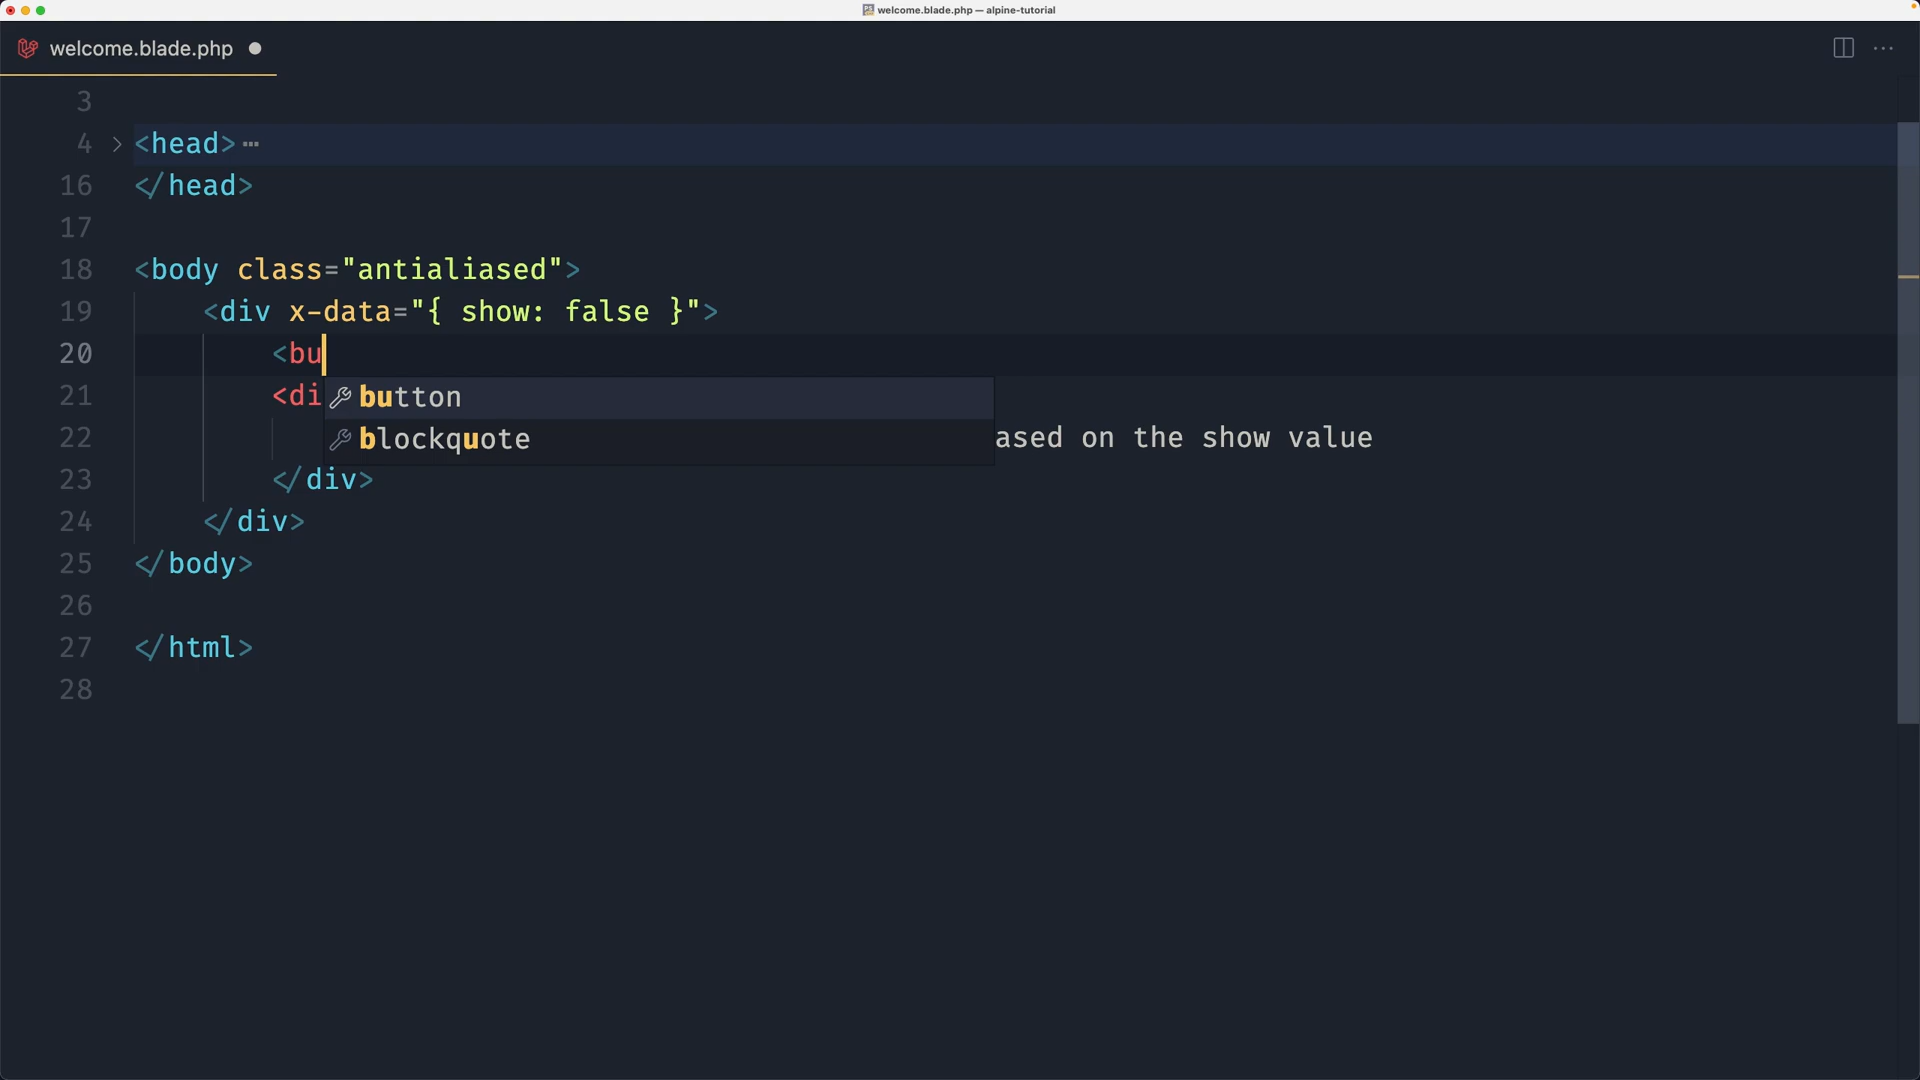 welcome.blade.php — alpine-tutorial
welcome.blade.php
3
4 <head>
16 </head>
17
18 <body class="antialiased">
19 <div x-data="{ show: false }">
20 <bu
21 <di
button
22 ased on the show value
blockquote
23 </div>
24 </div>
25 </body>
26
27 </html>
28